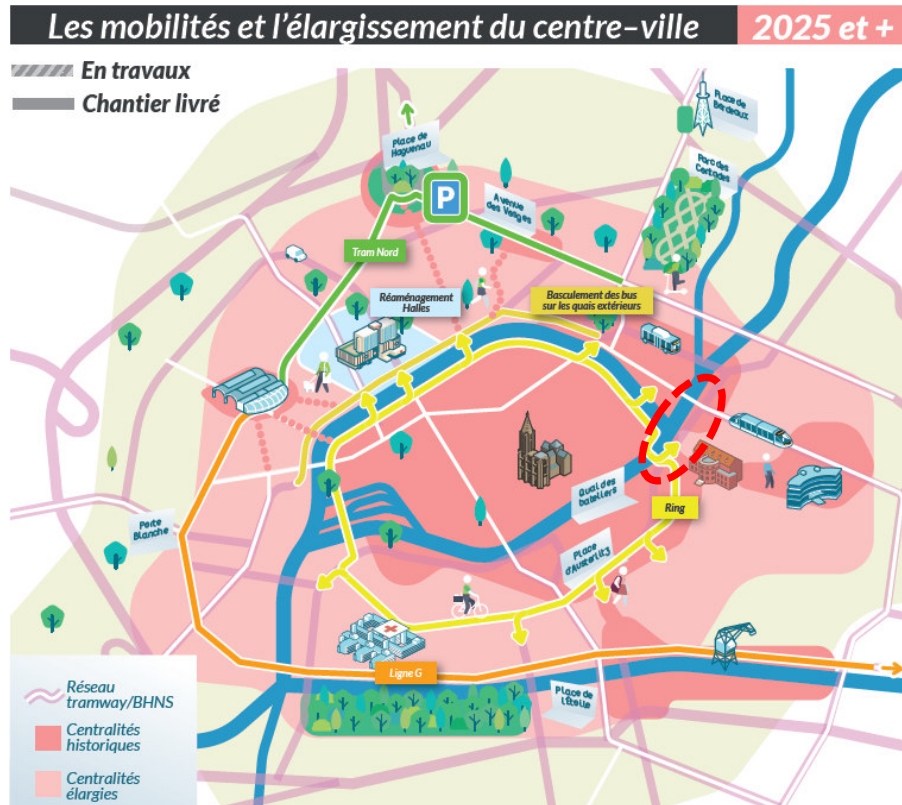 Les mobilités et l'élargissement du centre-ville
2025 et +
En travaux
Chantier livré
Place de
Bordeaux
Place de
Haguenau
Parc des
Contades
P
Avenue
des Vosges
Tram Nord
Réaménagement
Halles
Basculement des bus
sur les quais extérieurs
Quai des
bateliers
Ring
Porte
Blanche
Place
d'Austerlitz
Ligne G
Place de
l'Étoile
Réseau
tramway/BHNS
Centralités
historiques
Centralités
élargies